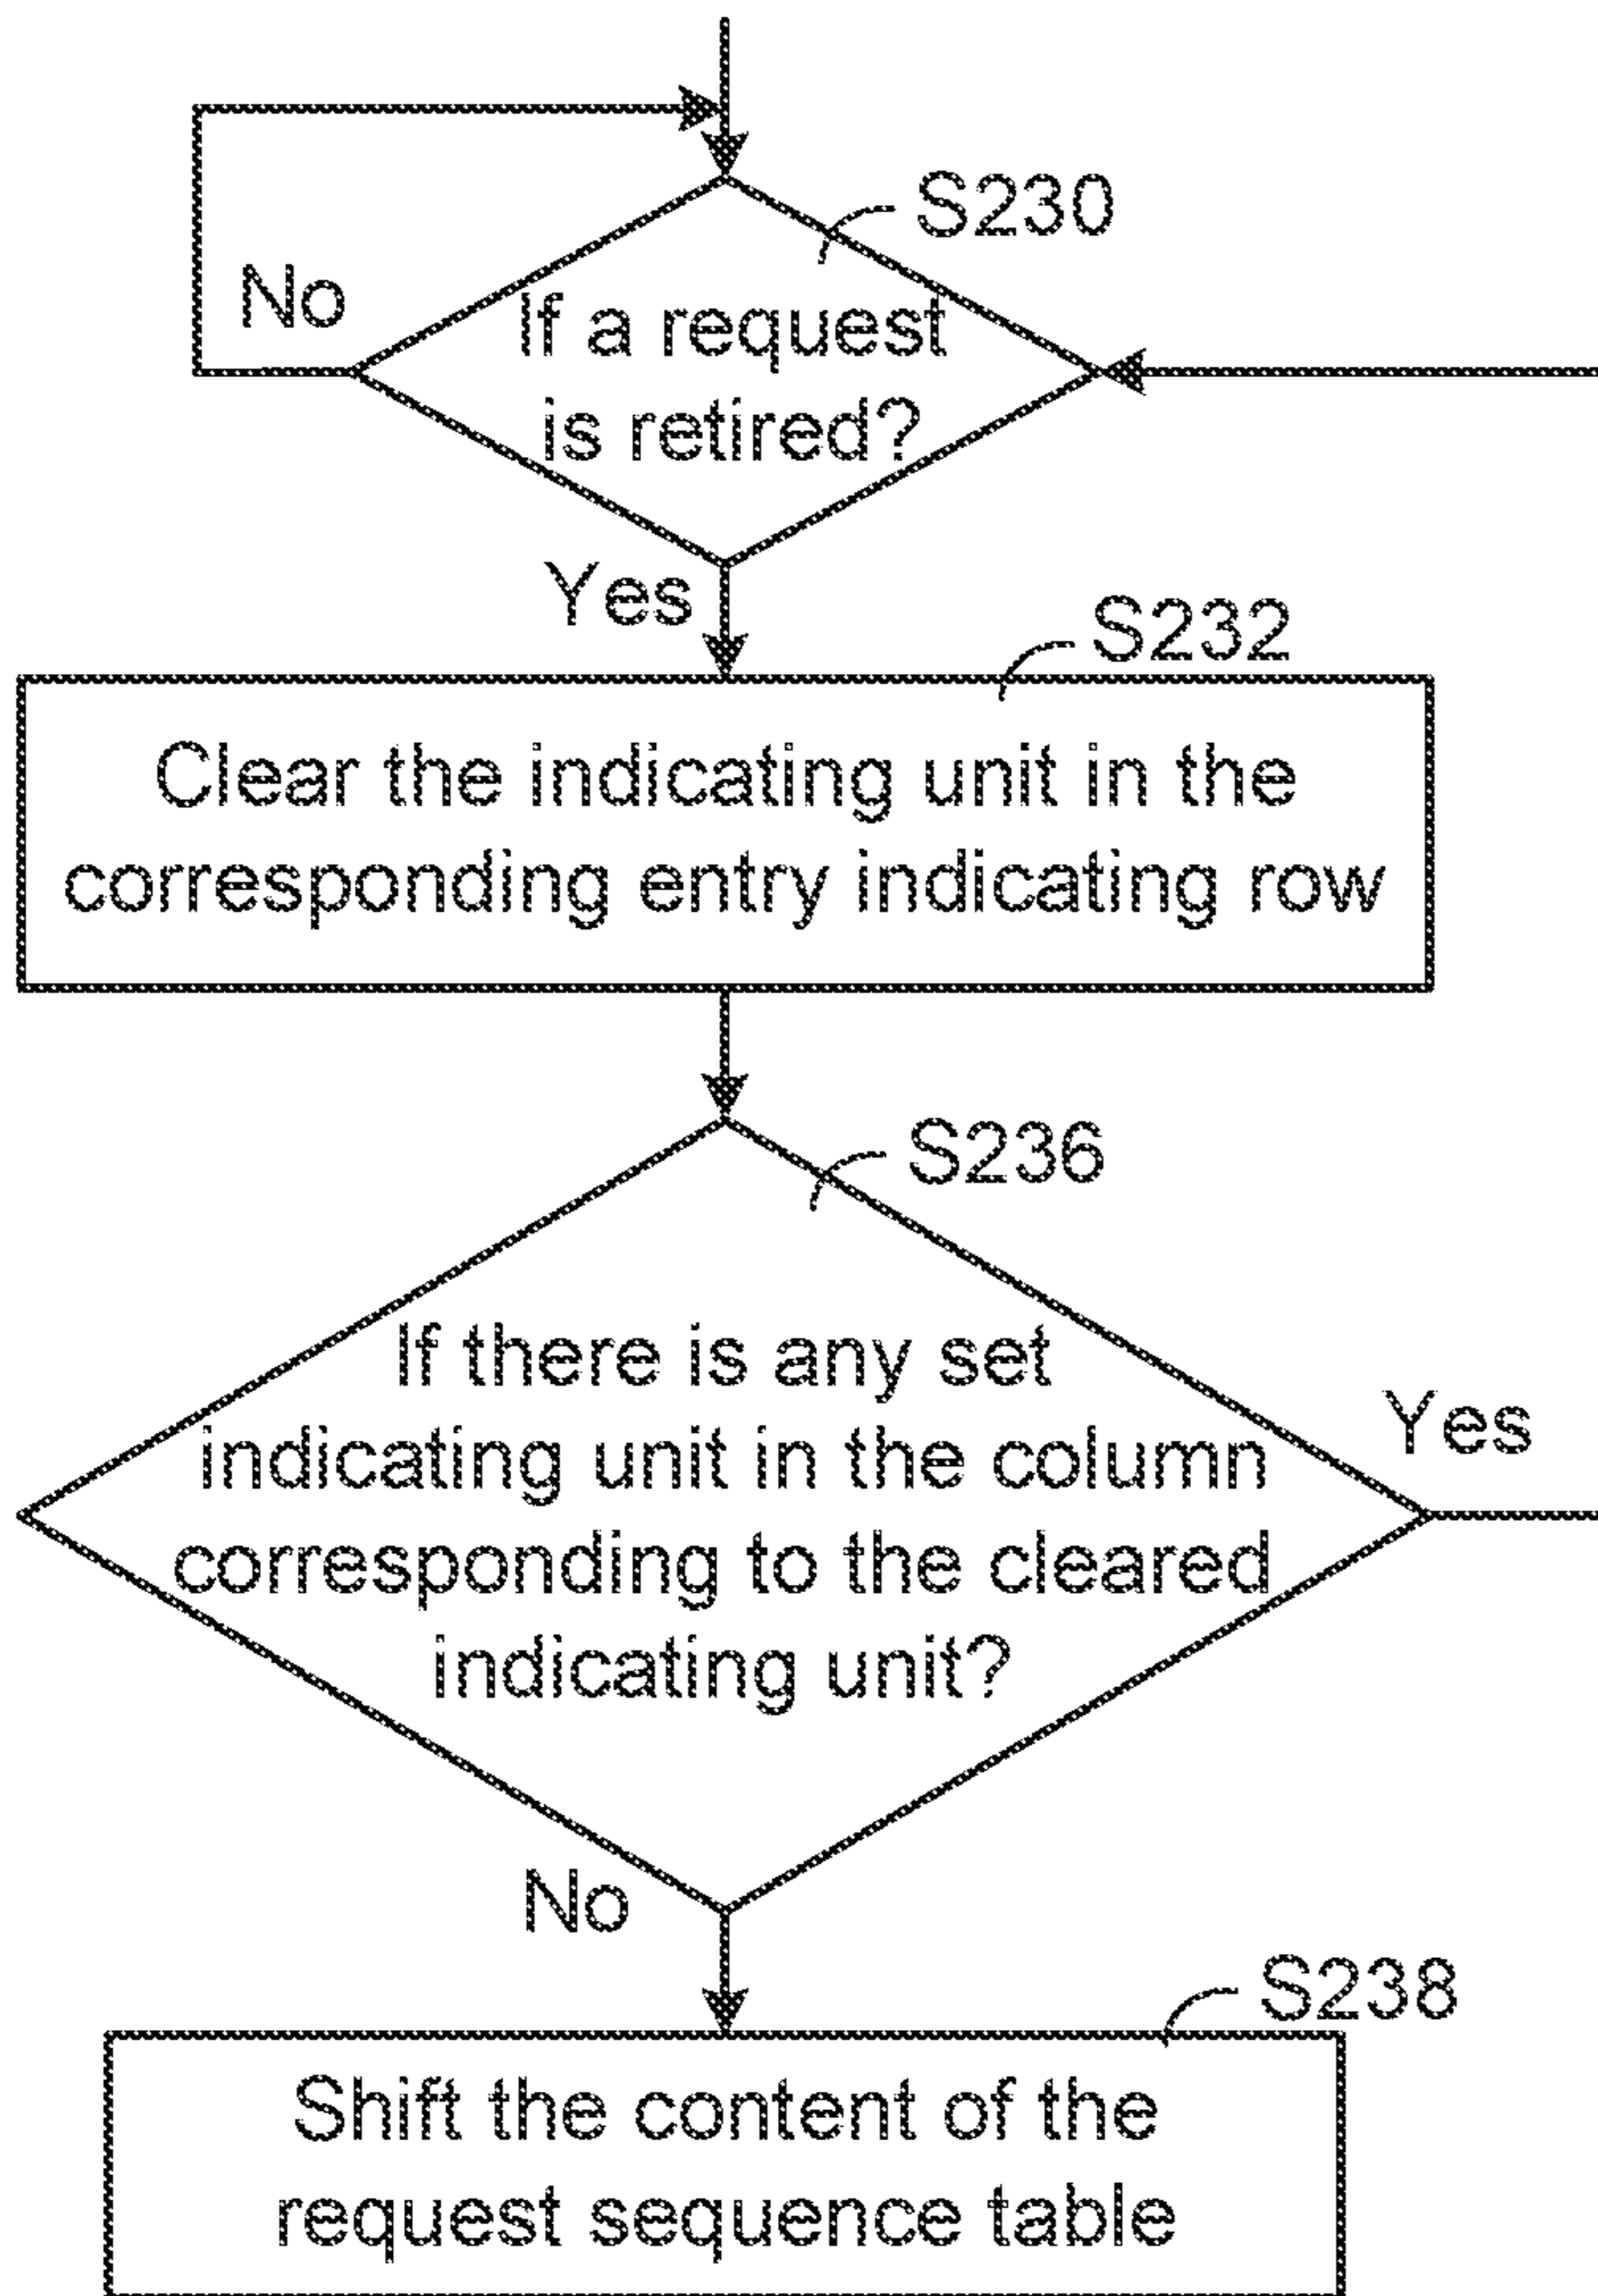 S230
No
If a request
is retired?
Yes
S232
Clear the indicating unit in the
corresponding entry indicating row
S236
If there is any set
indicating unit in the column
corresponding to the cleared
indicating unit?
Yes
No
S238
Shift the content of the
request sequence table